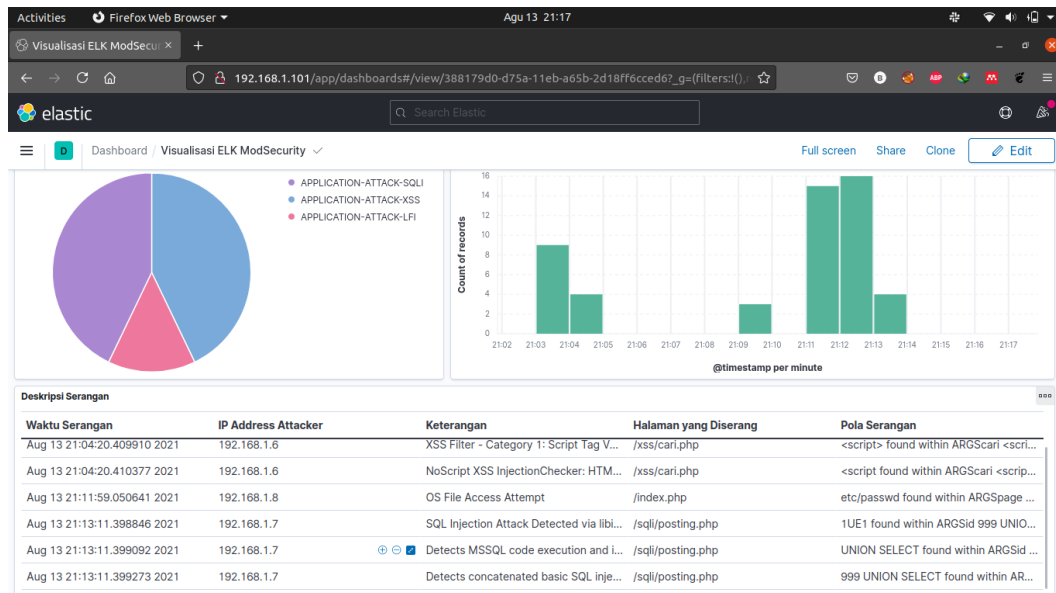 Activities Firefox Web Browser Agu 13 21:17
Visualisasi ELK ModSecur
192.168.1.101/app/dashboards#/view/388179d0-d75a-11eb-a65b-2d18ff6cced6?_g=(filters:!(),r
elastic Search Elastic
D Dashboard / Visualisasi ELK ModSecurity Full screen Share Clone Edit
APPLICATION-ATTACK-SQLI
APPLICATION-ATTACK-XSS
APPLICATION-ATTACK-LFI
Count of records
16
14
12
10
8
6
4
2
0
21:02 21:03 21:04 21:05 21:06 21:07 21:08 21:09 21:10 21:11 21:12 21:13 21:14 21:15 21:16 21:17
@timestamp per minute
Deskripsi Serangan
Waktu Serangan IP Address Attacker Keterangan Halaman yang Diserang Pola Serangan
Aug 13 21:04:20.409910 2021 192.168.1.6 XSS Filter - Category 1: Script Tag V... /xss/cari.php <script> found within ARGScari <scri...
Aug 13 21:04:20.410377 2021 192.168.1.6 NoScript XSS InjectionChecker: HTM... /xss/cari.php <script found within ARGScari <scrip...
Aug 13 21:11:59.050641 2021 192.168.1.8 OS File Access Attempt /index.php etc/passwd found within ARGSpage ...
Aug 13 21:13:11.398846 2021 192.168.1.7 SQL Injection Attack Detected via libi... /sqli/posting.php 1UE1 found within ARGSid 999 UNIO...
Aug 13 21:13:11.399092 2021 192.168.1.7 Detects MSSQL code execution and i... /sqli/posting.php UNION SELECT found within ARGSid ...
Aug 13 21:13:11.399273 2021 192.168.1.7 Detects concatenated basic SQL inje... /sqli/posting.php 999 UNION SELECT found within AR...